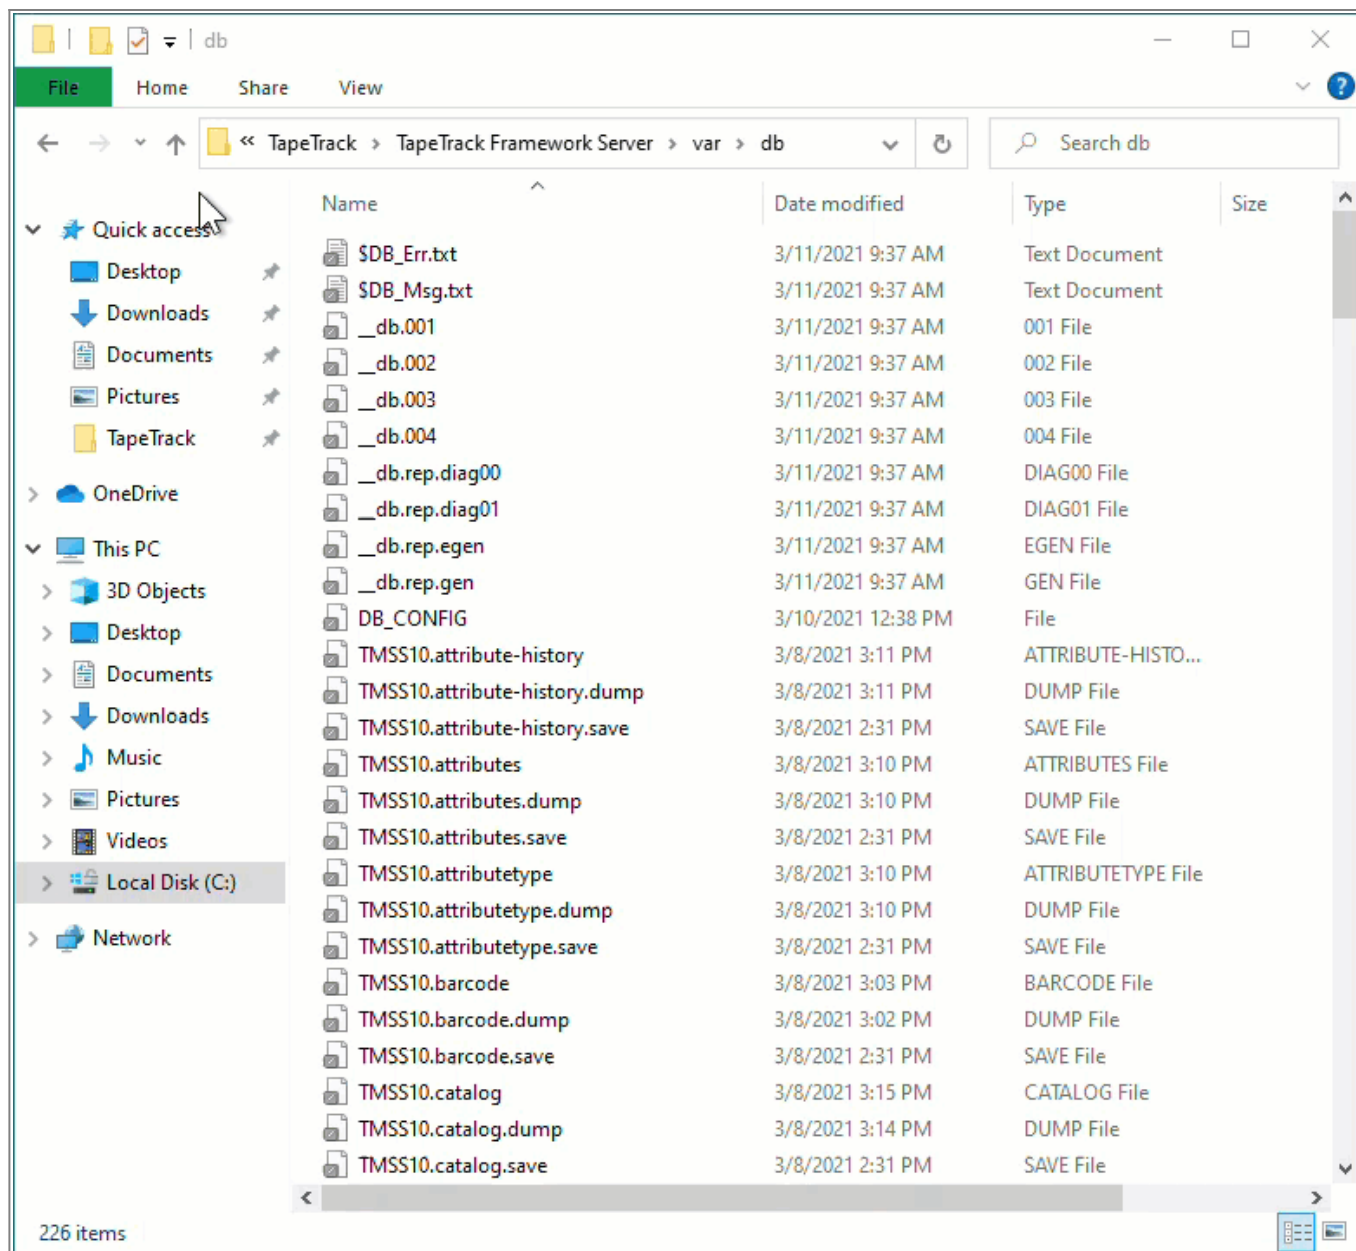 db
File Home Share View
« TapeTrack > TapeTrack Framework Server > var > db
Search db
Name Date modified Type Size
Quick access
Desktop
Downloads
Documents
Pictures
TapeTrack
OneDrive
This PC
3D Objects
Desktop
Documents
Downloads
Music
Pictures
Videos
Local Disk (C:)
Network
$DB_Err.txt 3/11/2021 9:37 AM Text Document
$DB_Msg.txt 3/11/2021 9:37 AM Text Document
__db.001 3/11/2021 9:37 AM 001 File
__db.002 3/11/2021 9:37 AM 002 File
__db.003 3/11/2021 9:37 AM 003 File
__db.004 3/11/2021 9:37 AM 004 File
__db.rep.diag00 3/11/2021 9:37 AM DIAG00 File
__db.rep.diag01 3/11/2021 9:37 AM DIAG01 File
__db.rep.egen 3/11/2021 9:37 AM EGEN File
__db.rep.gen 3/11/2021 9:37 AM GEN File
DB_CONFIG 3/10/2021 12:38 PM File
TMSS10.attribute-history 3/8/2021 3:11 PM ATTRIBUTE-HISTO...
TMSS10.attribute-history.dump 3/8/2021 3:11 PM DUMP File
TMSS10.attribute-history.save 3/8/2021 2:31 PM SAVE File
TMSS10.attributes 3/8/2021 3:10 PM ATTRIBUTES File
TMSS10.attributes.dump 3/8/2021 3:10 PM DUMP File
TMSS10.attributes.save 3/8/2021 2:31 PM SAVE File
TMSS10.attributetype 3/8/2021 3:10 PM ATTRIBUTETYPE File
TMSS10.attributetype.dump 3/8/2021 3:10 PM DUMP File
TMSS10.attributetype.save 3/8/2021 2:31 PM SAVE File
TMSS10.barcode 3/8/2021 3:03 PM BARCODE File
TMSS10.barcode.dump 3/8/2021 3:02 PM DUMP File
TMSS10.barcode.save 3/8/2021 2:31 PM SAVE File
TMSS10.catalog 3/8/2021 3:15 PM CATALOG File
TMSS10.catalog.dump 3/8/2021 3:14 PM DUMP File
TMSS10.catalog.save 3/8/2021 2:31 PM SAVE File
226 items